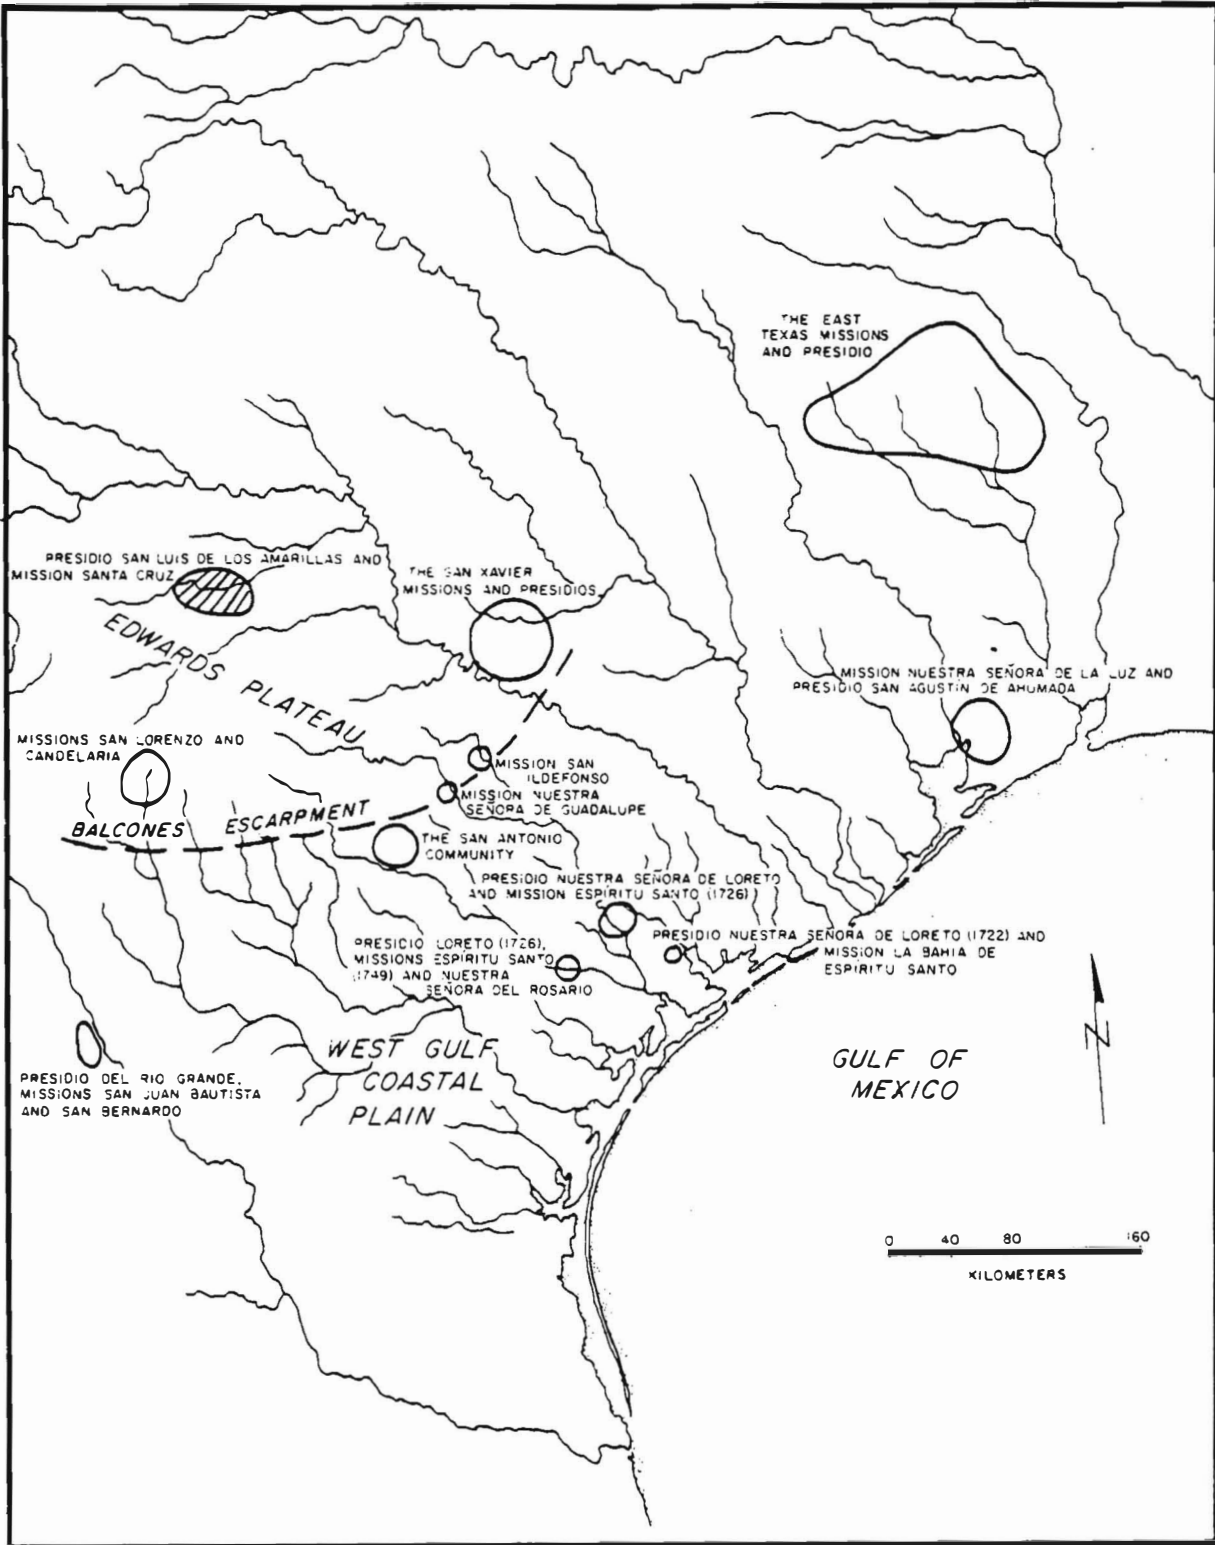 THE EAST
TEXAS MISSIONS
AND PRESIDIO
PRESIDIO SAN LUIS DE LOS AMARILLAS AND
MISSION SANTA CRUZ
THE SAN XAVIER
MISSIONS AND PRESIDIOS
EDWARDS PLATEAU
MISSION NUESTRA SEÑORA DE LA LUZ AND
PRESIDIO SAN AGUSTIN DE AHUMADA
MISSIONS SAN LORENZO AND
CANDELARIA
MISSION SAN
ILDEFONSO
MISSION NUESTRA
SEÑORA DE GUADALUPE
BALCONES ESCARPMENT
THE SAN ANTONIO
COMMUNITY
PRESIDIO NUESTRA SEÑORA DE LORETO
AND MISSION ESPÍRITU SANTO (1726)
PRESIDIO LORETO (1726),
MISSIONS ESPÍRITU SANTO
(1749) AND NUESTRA
SEÑORA DEL ROSARIO
PRESIDIO NUESTRA SEÑORA DE LORETO (1722) AND
MISSION LA BAHIA DE
ESPÍRITU SANTO
WEST GULF
COASTAL
PLAIN
GULF OF
MEXICO
N
PRESIDIO DEL RIO GRANDE,
MISSIONS SAN JUAN BAUTISTA
AND SAN BERNARDO
0 40 80 160
KILOMETERS